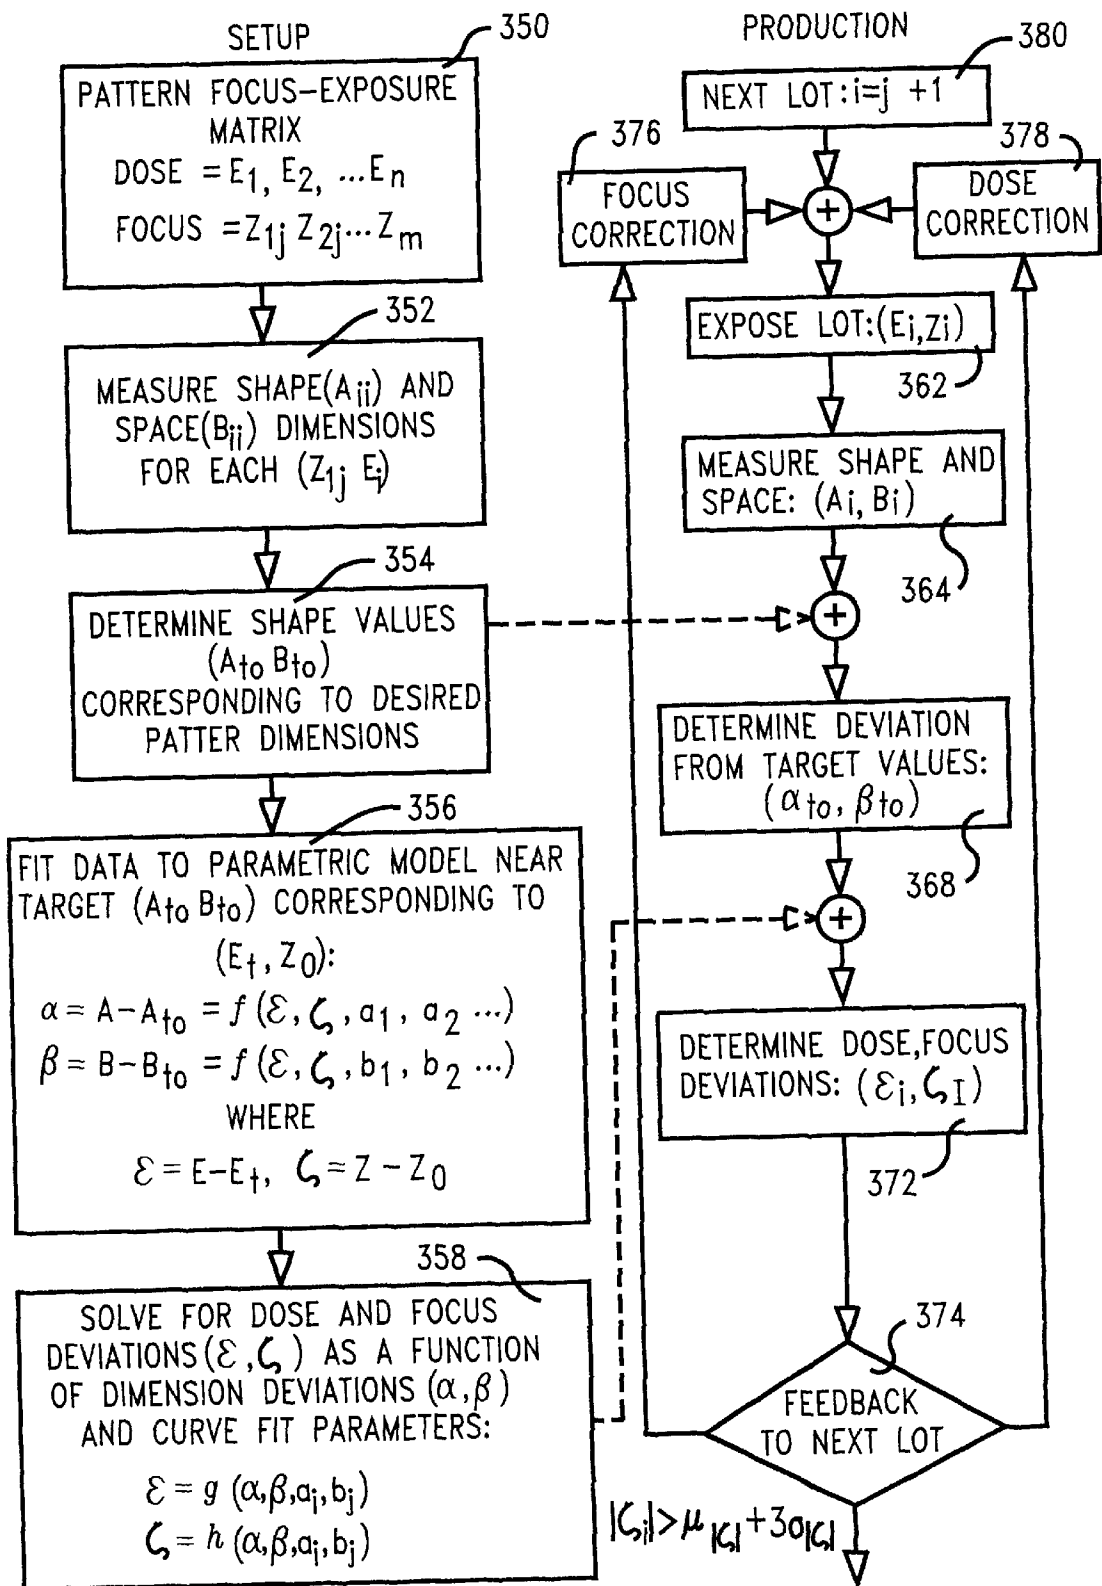 SETUP
350
PATTERN FOCUS-EXPOSURE
MATRIX
DOSE = E1, E2, ...En
FOCUS = Z1j Z2j... Zm
352
MEASURE SHAPE(Aii) AND
SPACE(Bii) DIMENSIONS
FOR EACH (Z1j Ei)
354
DETERMINE SHAPE VALUES
(Ato Bto)
CORRESPONDING TO DESIRED
PATTER DIMENSIONS
356
FIT DATA TO PARAMETRIC MODEL NEAR
TARGET (Ato Bto) CORRESPONDING TO
(Et, Z0):
α = A-Ato = f (ℰ, ζ, a1, a2 ...)
β = B-Bto = f (ℰ, ζ, b1, b2 ...)
WHERE
ℰ = E-Et, ζ = Z - Z0
358
SOLVE FOR DOSE AND FOCUS
DEVIATIONS (ℰ, ζ) AS A FUNCTION
OF DIMENSION DEVIATIONS (α, β)
AND CURVE FIT PARAMETERS:
ℰ = g (α,β,ai,bj)
ζ = h (α,β,ai,bj)
PRODUCTION
380
NEXT LOT:i=j +1
376
FOCUS
CORRECTION
+
378
DOSE
CORRECTION
EXPOSE LOT:(Ei,Zi)
362
MEASURE SHAPE AND
SPACE: (Ai, Bi)
364
+
DETERMINE DEVIATION
FROM TARGET VALUES:
(αto, βto)
368
+
DETERMINE DOSE,FOCUS
DEVIATIONS: (ℰi, ζI)
372
374
FEEDBACK
TO NEXT LOT
|ζi| > μ|ζ| + 3σ|ζ|